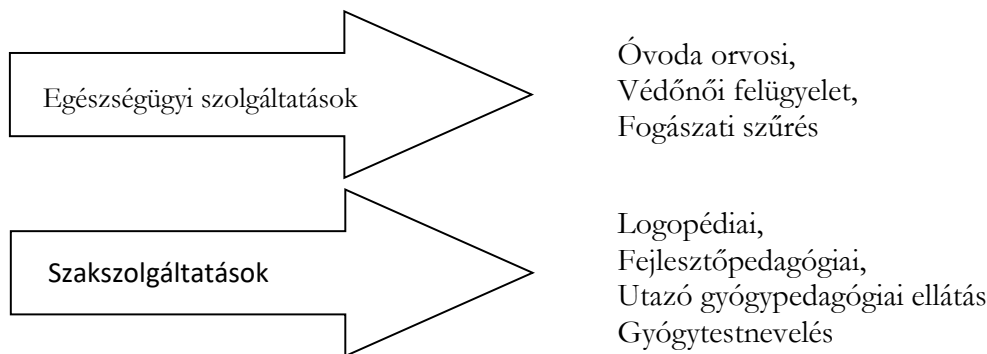 Egészségügyi szolgáltatások
Óvoda orvosi,
Védőnői felügyelet,
Fogászati szűrés
Szakszolgáltatások
Logopédiai,
Fejlesztőpedagógiai,
Utazó gyógypedagógiai ellátás
Gyógytestnevelés